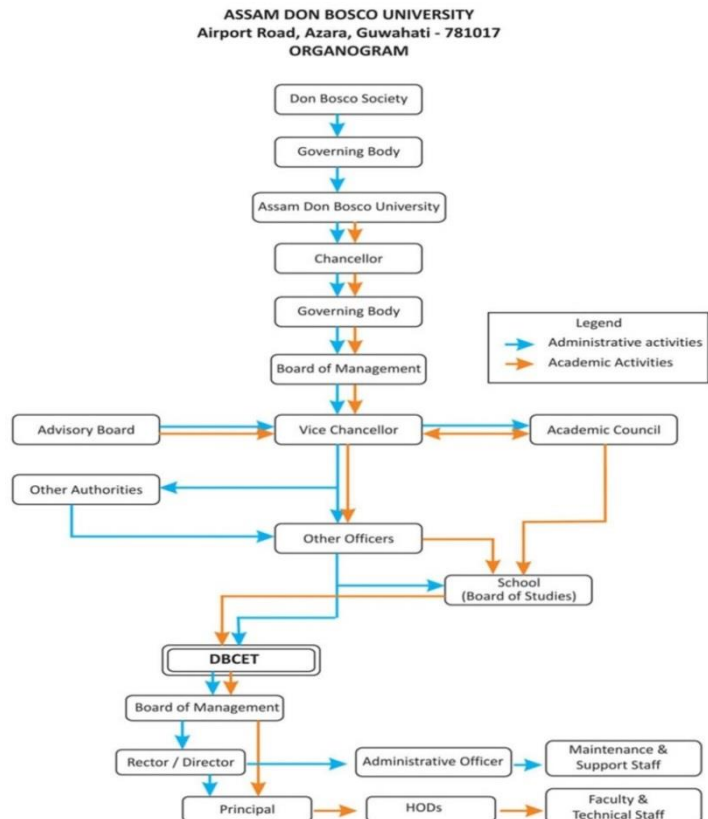 ASSAM DON BOSCO UNIVERSITY
Airport Road, Azara, Guwahati - 781017
ORGANOGRAM
Don Bosco Society
Governing Body
Assam Don Bosco University
Chancellor
Governing Body
Legend
Administrative activities
Academic Activities
Board of Management
Advisory Board
Vice Chancellor
Academic Council
Other Authorities
Other Officers
School
(Board of Studies)
DBCET
Board of Management
Rector / Director
Administrative Officer
Maintenance &
Support Staff
Principal
HODs
Faculty &
Technical Staff